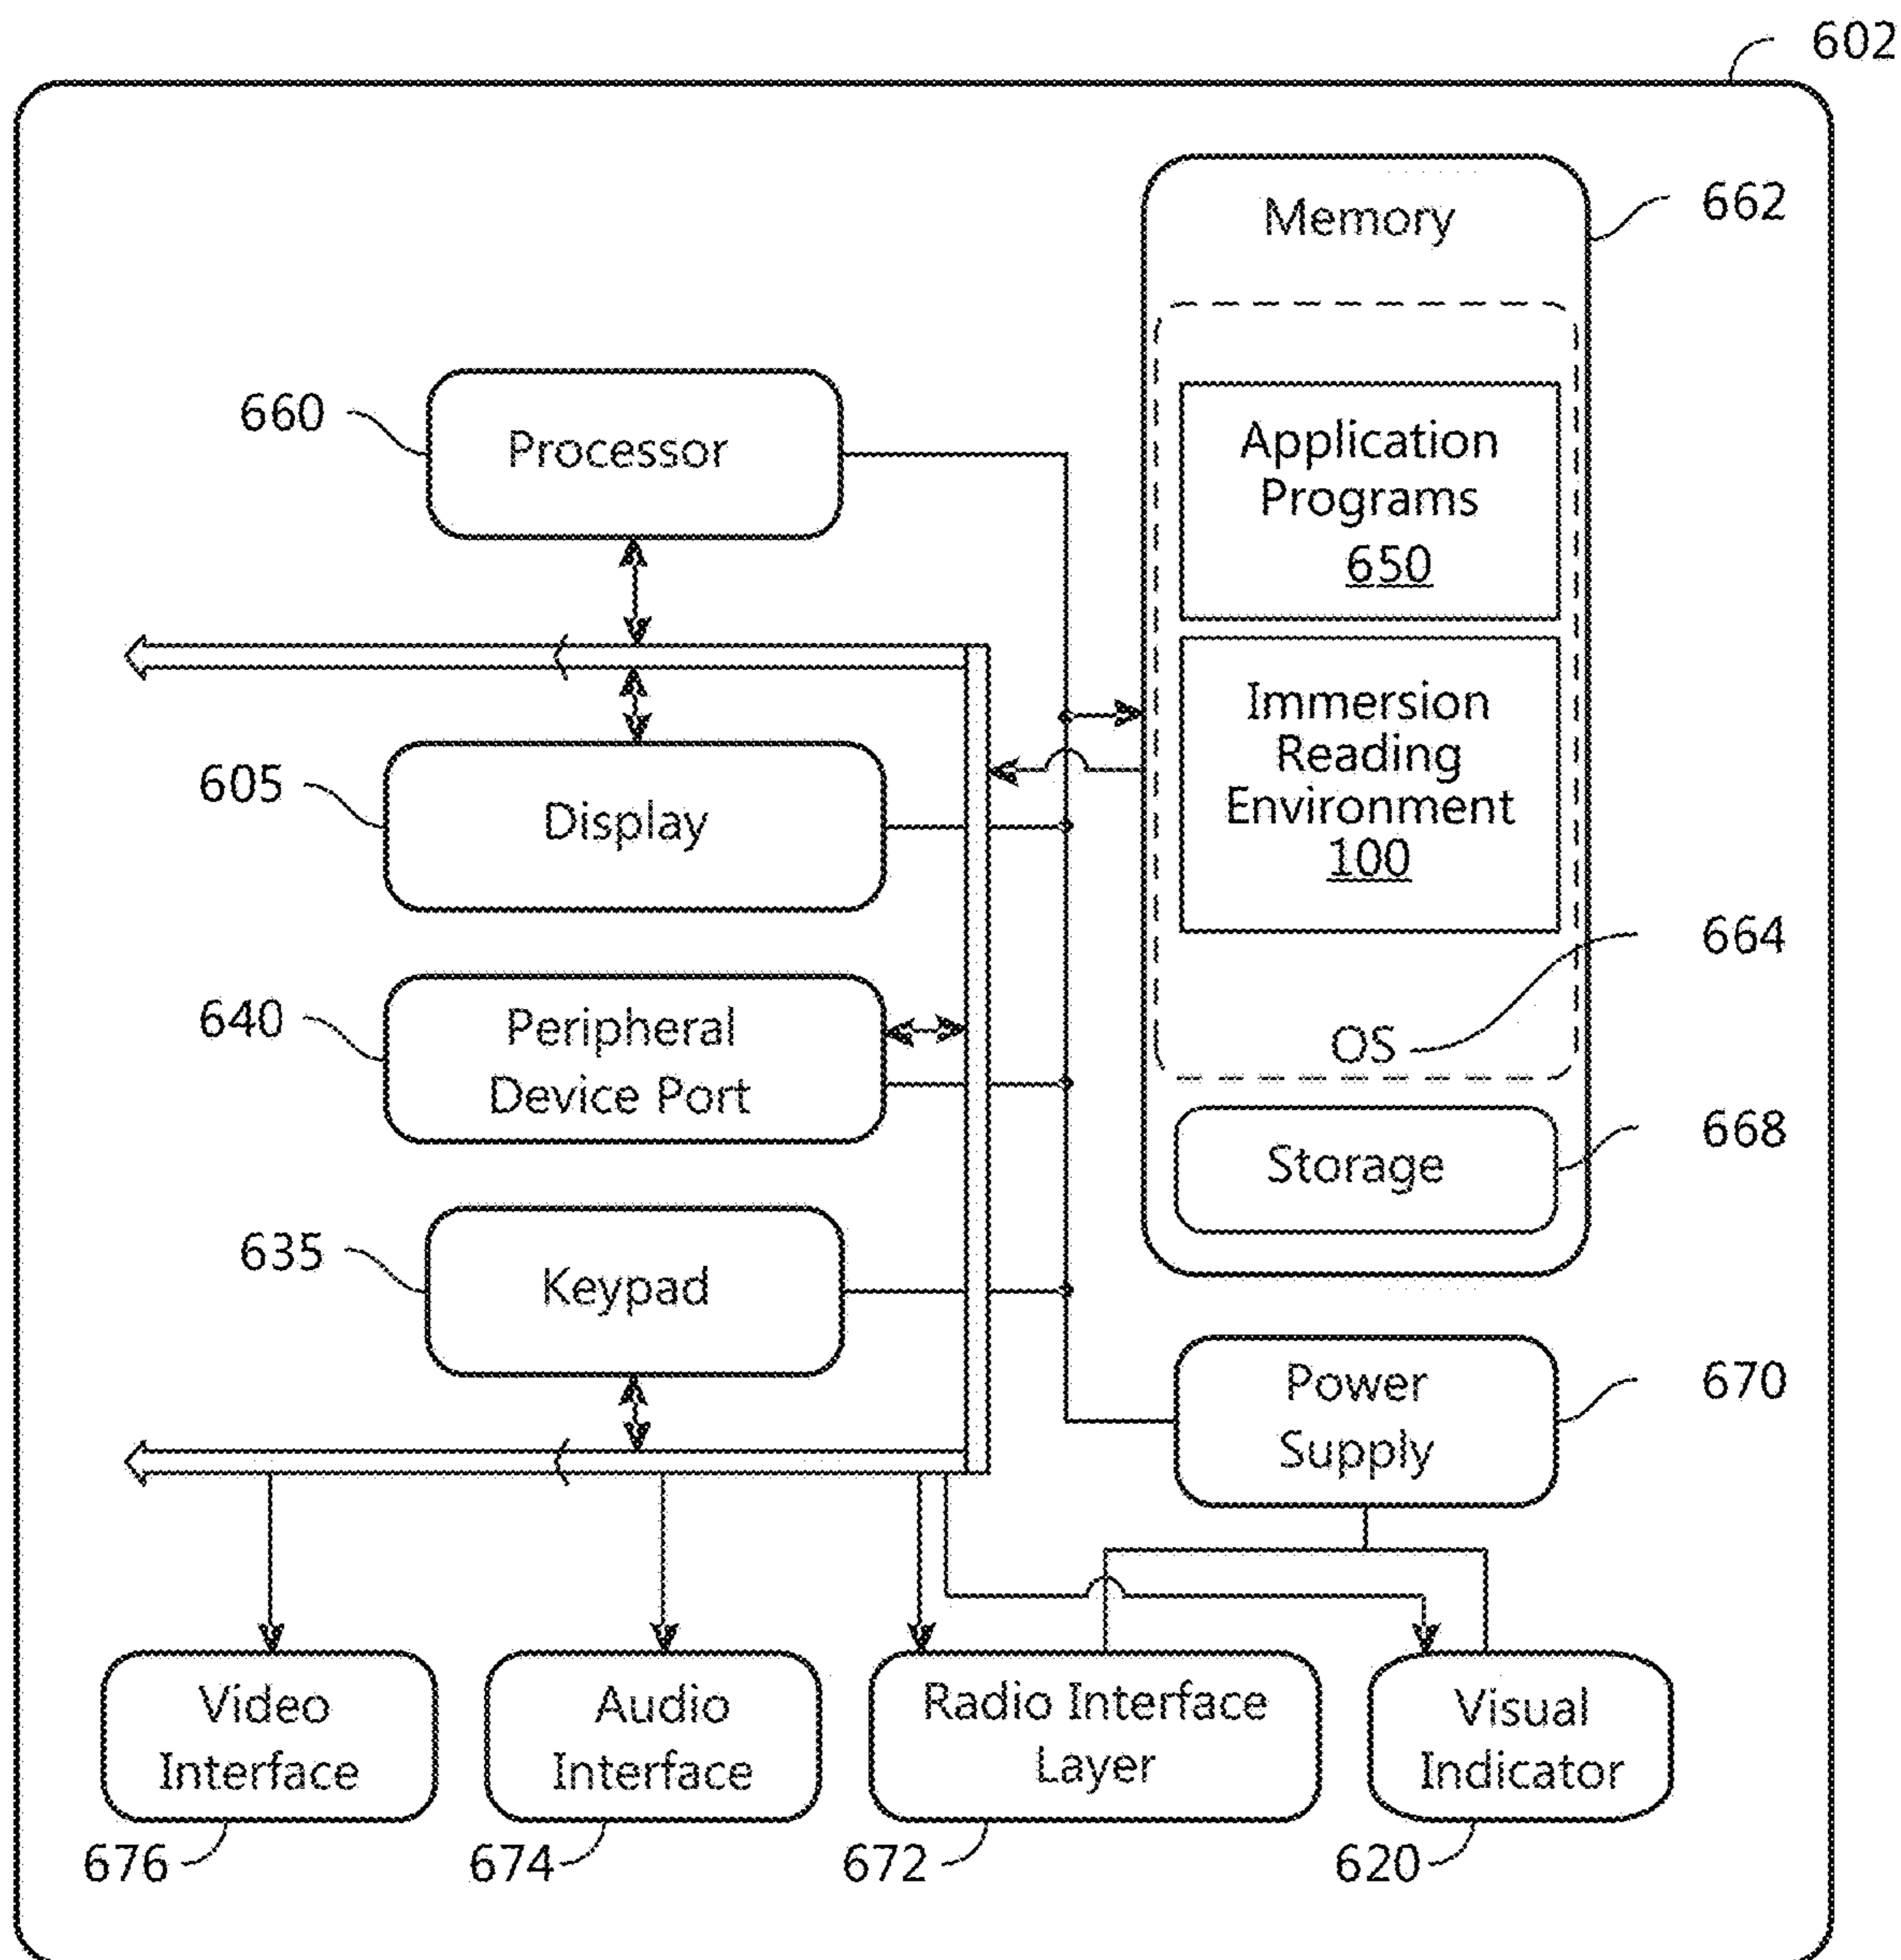 602
Memory
662
Application
Programs
650
660
Processor
Immersion
Reading
Environment
100
605
Display
664
640
Peripheral
Device Port
OS
668
Storage
635
Keypad
Power
Supply
670
Video
Interface
Audio
Interface
Radio Interface
Layer
Visual
Indicator
676
674
672
620